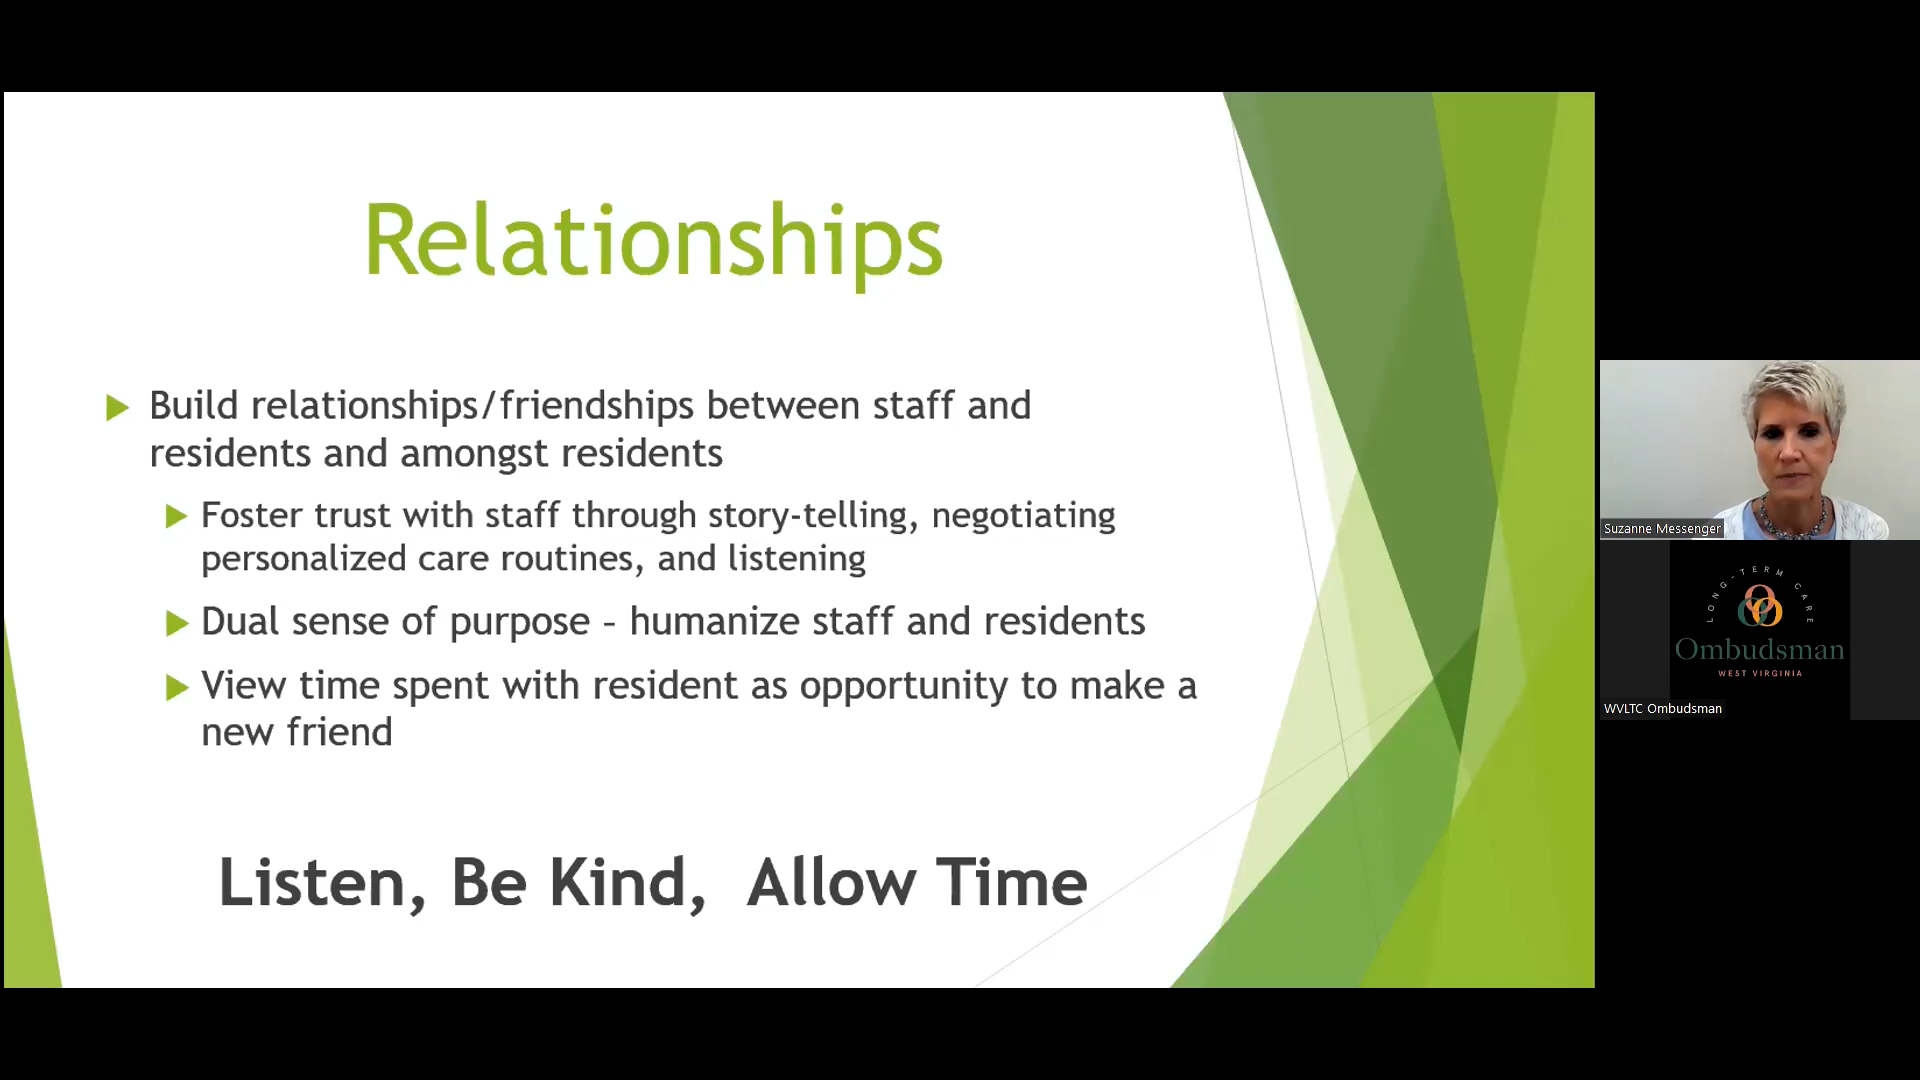 Relationships
Build relationships/friendships between staff and
residents and amongst residents
Foster trust with staff through story-telling, negotiating
personalized care routines, and listening
Dual sense of purpose – humanize staff and residents
View time spent with resident as opportunity to make a
new friend
Listen, Be Kind,  Allow Time
Suzanne Messenger
LONG-TERM CARE
Ombudsman
WEST VIRGINIA
WVLTC Ombudsman